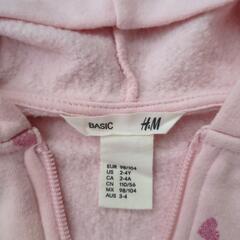 BASIC H&M
EUR 98/104
US 2-4Y
CA 2-4A
CN 110/56
MX 98/104
AUS 3-4